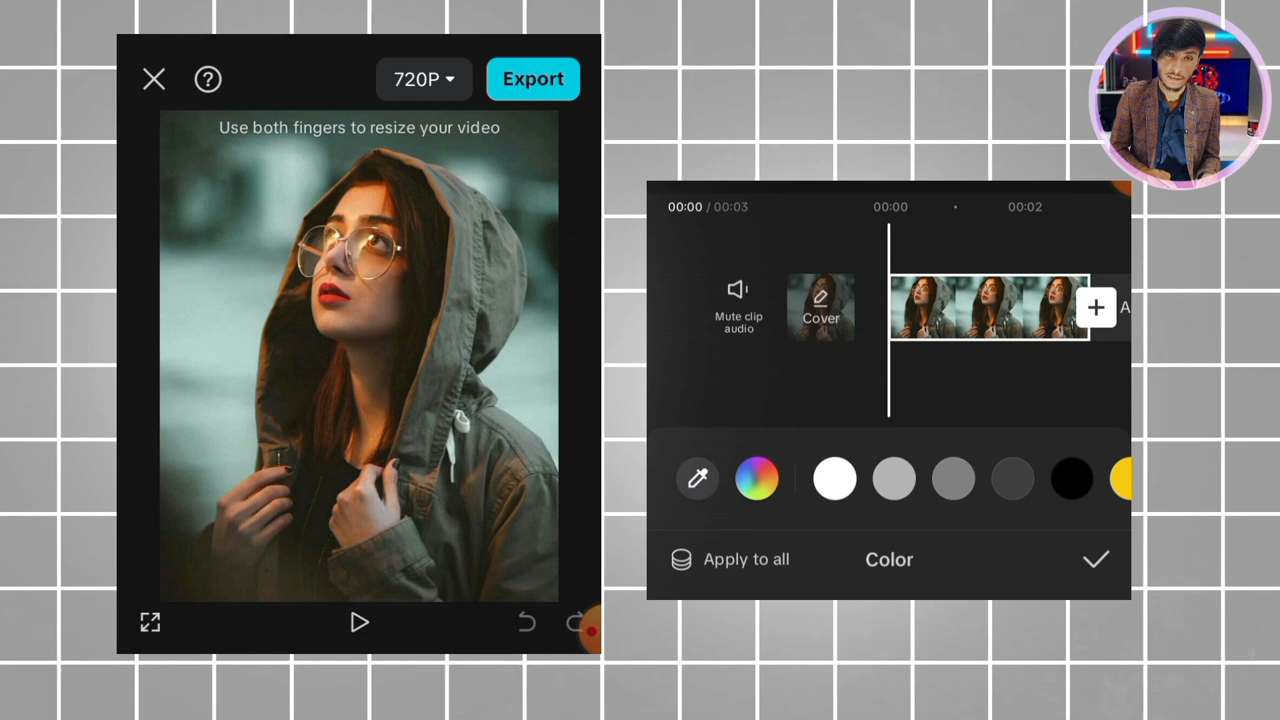 720P
Export
Use both fingers to resize your video
00:00 / 00:03
00:00
00:02
Mute clip
audio
Cover
A
Apply to all
Color